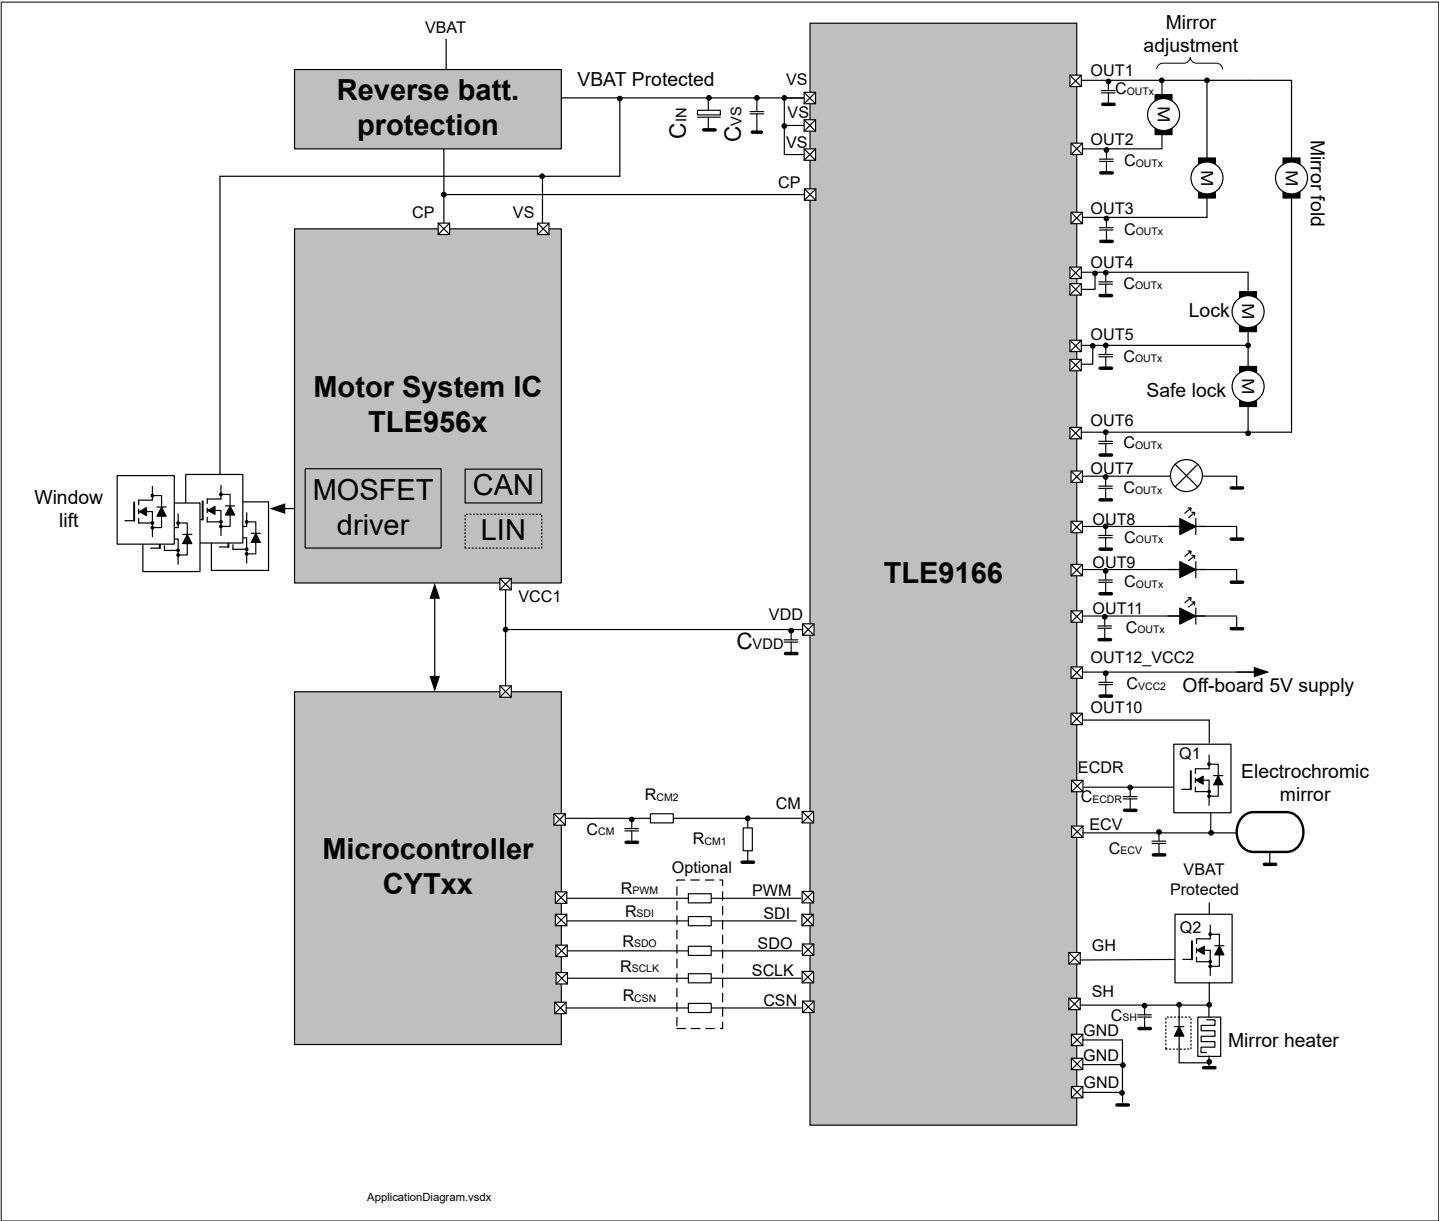 VBAT
Reverse batt.
protection
VBAT Protected
CIN
CVS
VS
VS
VS
CP
CP
VS
Motor System IC
TLE956x
MOSFET
driver
CAN
LIN
Window
lift
VCC1
VDD
CVDD
Microcontroller
CYTxx
RCM2
CCM
RCM1
CM
Optional
RPWM
PWM
RSDI
SDI
RSDO
SDO
RSCLK
SCLK
RCSN
CSN
TLE9166
Mirror
adjustment
OUT1
COUTx
M
OUT2
COUTx
M
M
Mirror fold
OUT3
COUTx
OUT4
COUTx
Lock
M
OUT5
COUTx
Safe lock
M
OUT6
COUTx
OUT7
COUTx
OUT8
COUTx
OUT9
COUTx
OUT11
COUTx
OUT12_VCC2
CVCC2
Off-board 5V supply
OUT10
Q1
ECDR
CECDR
Electrochromic
mirror
ECV
CECV
VBAT
Protected
Q2
GH
SH
CSH
Mirror heater
GND
GND
GND
ApplicationDiagram.vsdx